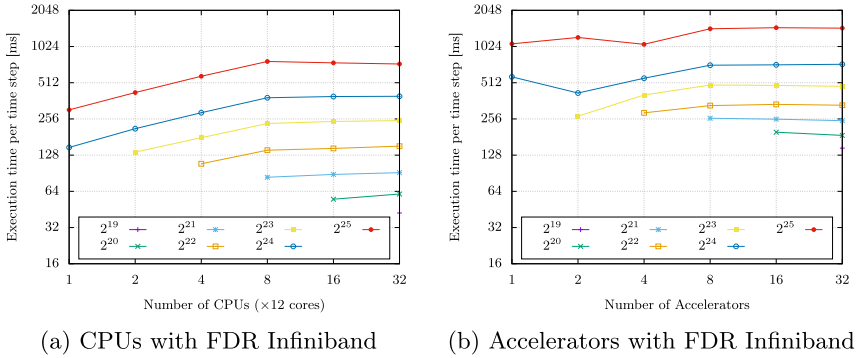 2048
1024
512
256
128
64
32
16
Execution time per time step [ms]
2^19 2^21 2^23 2^25
2^20 2^22 2^24
1 2 4 8 16 32
Number of CPUs (×12 cores)
(a) CPUs with FDR Infiniband
2048
1024
512
256
128
64
32
16
Execution time per time step [ms]
2^19 2^21 2^23 2^25
2^20 2^22 2^24
1 2 4 8 16 32
Number of Accelerators
(b) Accelerators with FDR Infiniband